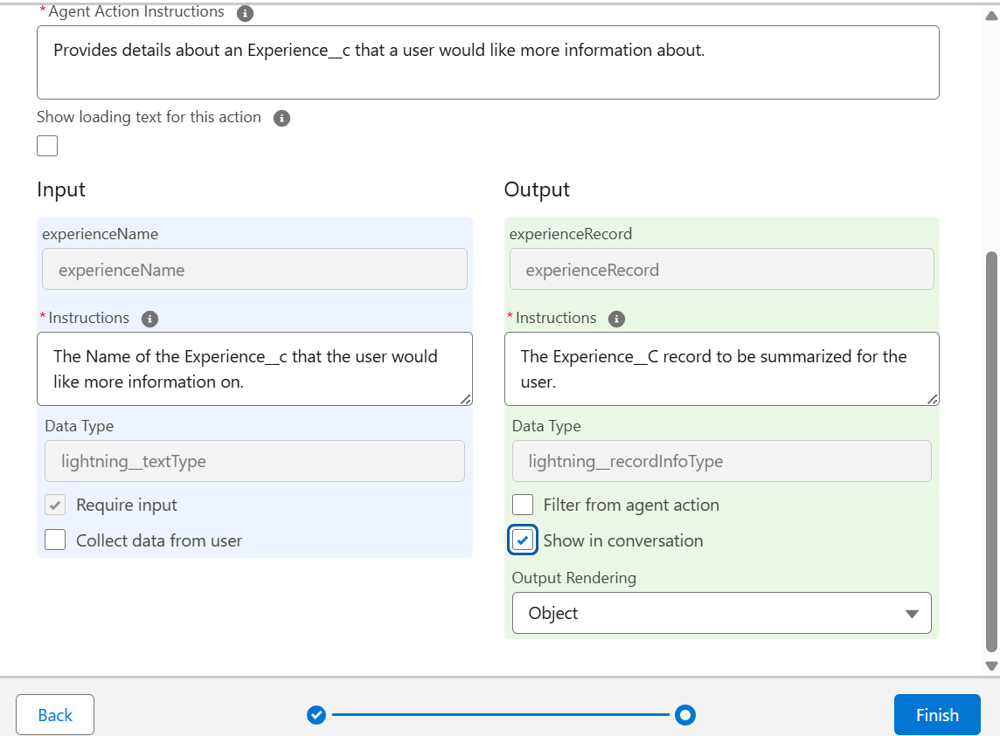 * Agent Action Instructions
Provides details about an Experience__c that a user would like more information about.
Show loading text for this action
Input
experienceName
experienceName
* Instructions
The Name of the Experience__c that the user would
like more information on.
Data Type
lightning__textType
Require input
Collect data from user
Output
experienceRecord
experienceRecord
* Instructions
The Experience__C record to be summarized for the
user.
Data Type
lightning__recordInfoType
Filter from agent action
Show in conversation
Output Rendering
Object
Back
Finish